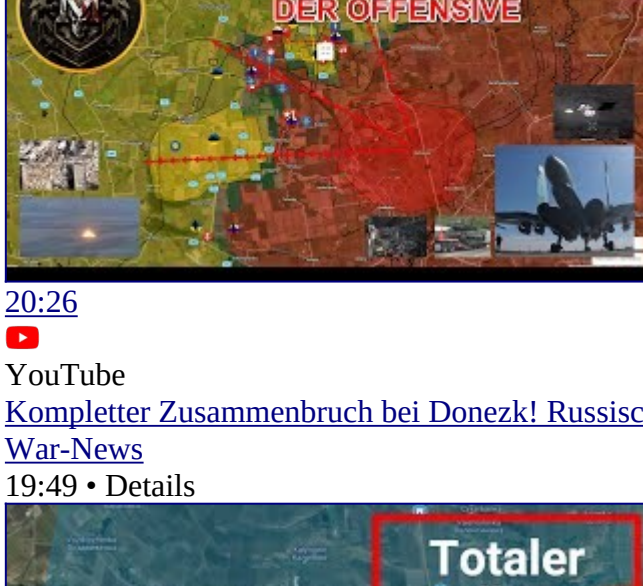 DER OFFENSIVE
20:26
YouTube
Kompletter Zusammenbruch bei Donezk! Russisc
War-News
19:49 • Details
Totaler